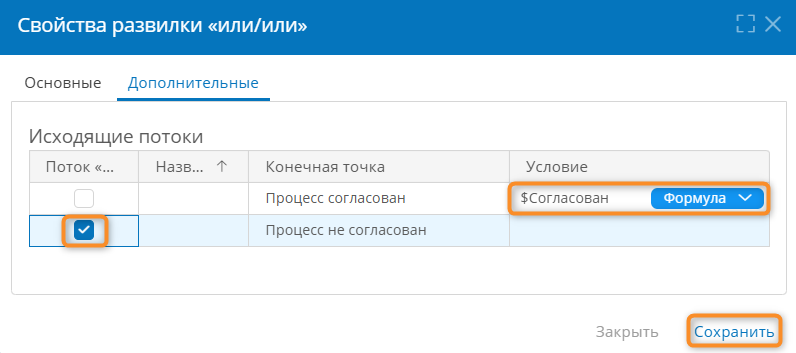 Свойства развилки «или/или»
Основные Дополнительные
Исходящие потоки
Поток «... Назв... Конечная точка Условие
Процесс согласован $Согласован Формула
Процесс не согласован
Закрыть Сохранить